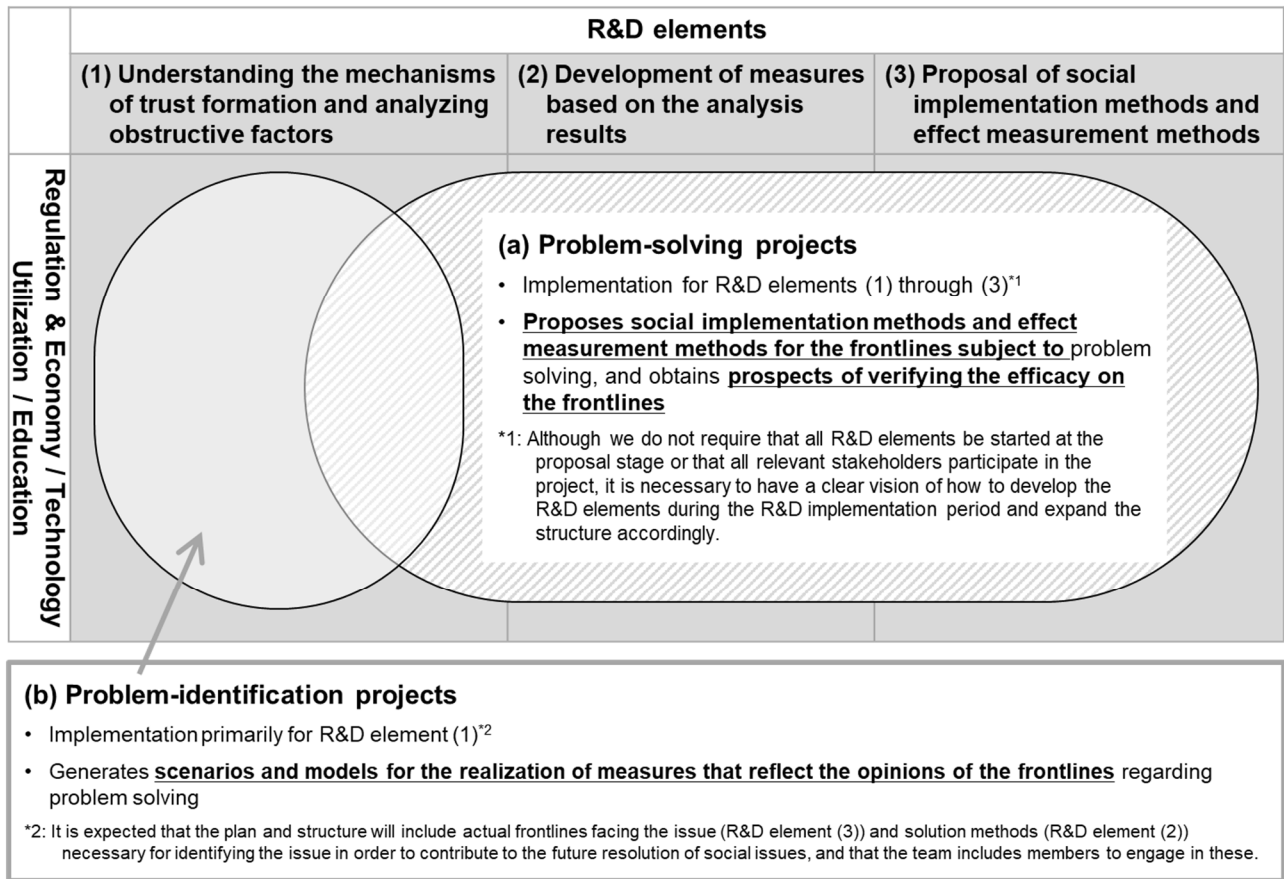 R&D elements
(1) Understanding the mechanisms
of trust formation and analyzing
obstructive factors
(2) Development of measures
based on the analysis
results
(3) Proposal of social
implementation methods and
effect measurement methods
Regulation & Economy / Technology
Utilization / Education
(a) Problem-solving projects
• Implementation for R&D elements (1) through (3)*1
• Proposes social implementation methods and effect
measurement methods for the frontlines subject to problem
solving, and obtains prospects of verifying the efficacy on
the frontlines
*1: Although we do not require that all R&D elements be started at the
proposal stage or that all relevant stakeholders participate in the
project, it is necessary to have a clear vision of how to develop the
R&D elements during the R&D implementation period and expand the
structure accordingly.
(b) Problem-identification projects
• Implementation primarily for R&D element (1)*2
• Generates scenarios and models for the realization of measures that reflect the opinions of the frontlines regarding
problem solving
*2: It is expected that the plan and structure will include actual frontlines facing the issue (R&D element (3)) and solution methods (R&D element (2))
necessary for identifying the issue in order to contribute to the future resolution of social issues, and that the team includes members to engage in these.